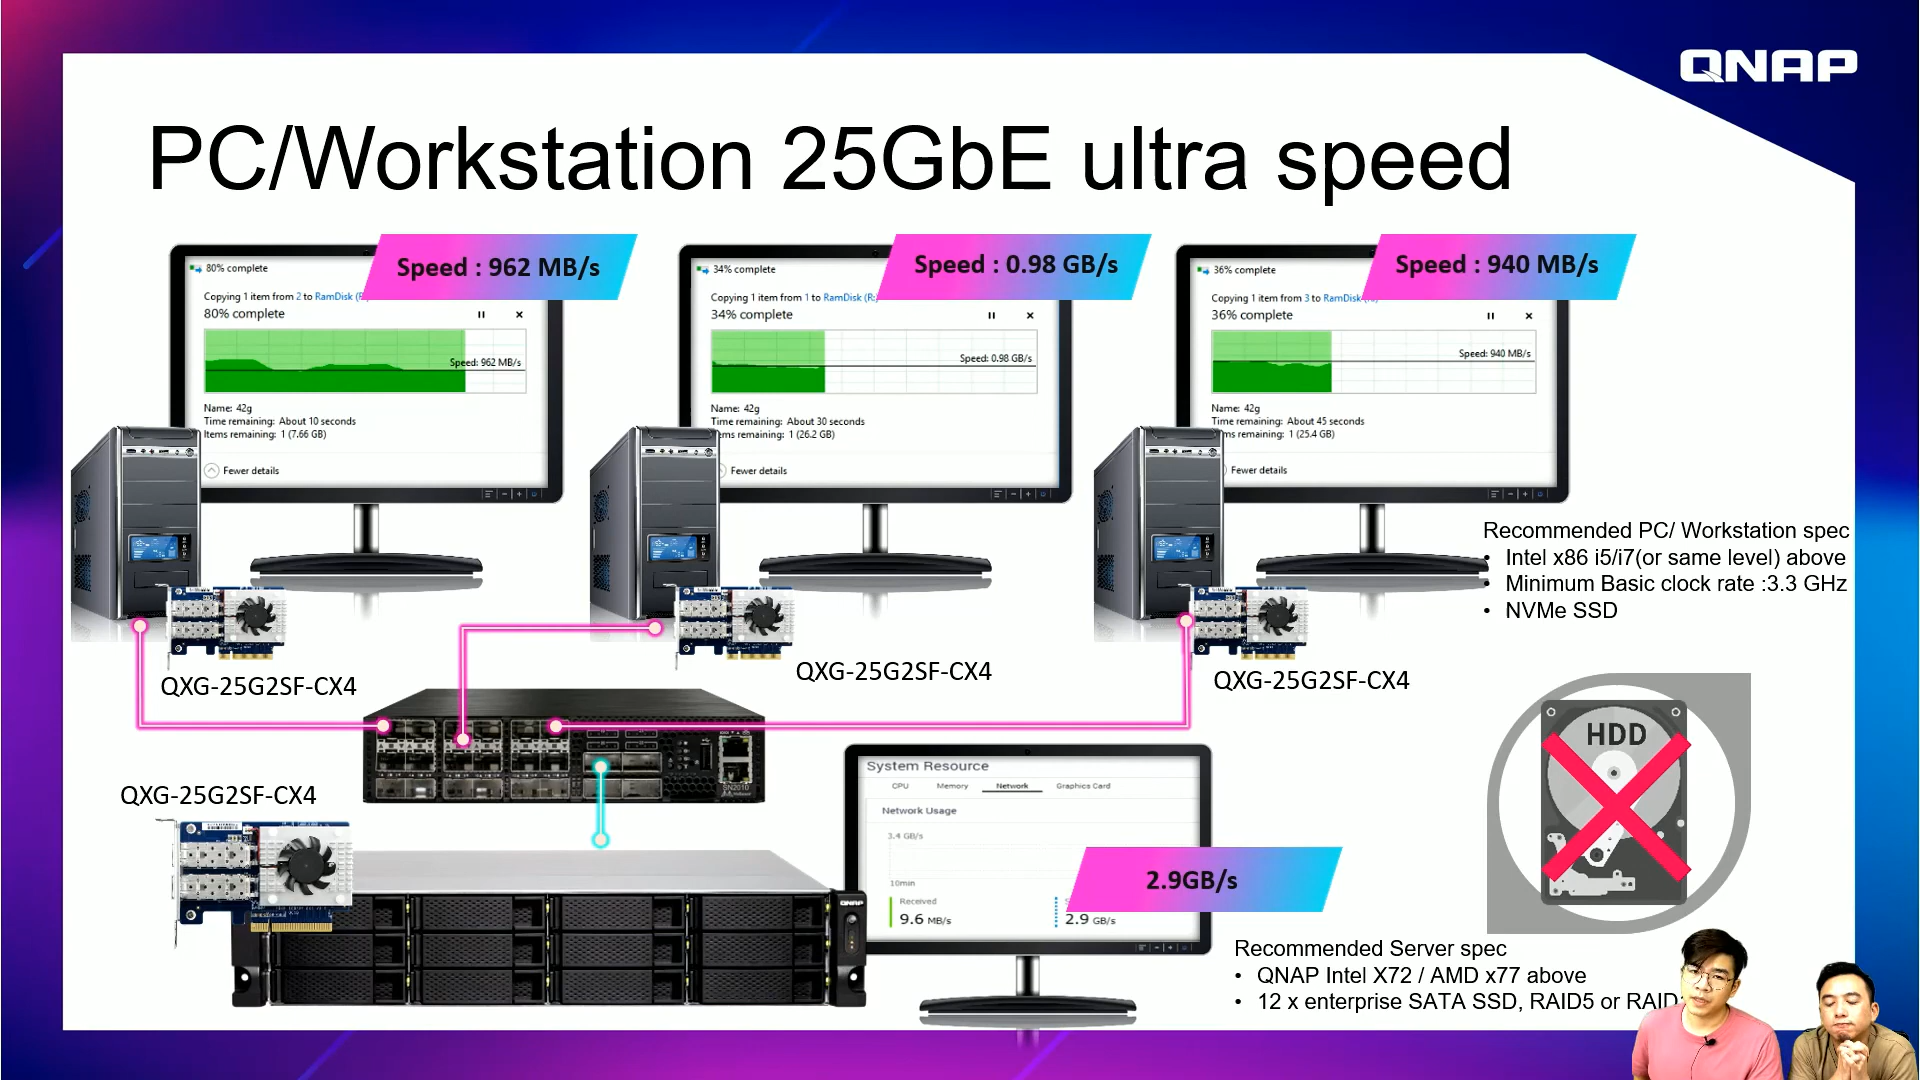 QNAP
PC/Workstation 25GbE ultra speed
Speed : 962 MB/s
80% complete
Copying 1 item from 2 to RamDisk
80% complete
Speed: 962 MB/s
Name: 42g
Time remaining: About 10 seconds
Items remaining: 1 (7.66 GB)
Fewer details
Speed : 0.98 GB/s
34% complete
Copying 1 item from 1 to RamDisk (R:
34% complete
Speed: 0.98 GB/s
Name: 42g
Time remaining: About 30 seconds
remaining: 1 (26.2 GB)
Fewer details
Speed : 940 MB/s
36% complete
Copying 1 item from 3 to RamDisk
36% complete
Speed: 940 MB/s
Name: 42g
Time remaining: About 45 seconds
remaining: 1 (25.4 GB)
Fewer details
Recommended PC/ Workstation spec
• Intel x86 i5/i7(or same level) above
• Minimum Basic clock rate :3.3 GHz
• NVMe SSD
QXG-25G2SF-CX4
QXG-25G2SF-CX4
QXG-25G2SF-CX4
SN2010
HDD
QXG-25G2SF-CX4
QNAP
System Resource
CPU
Memory
Network
Graphics Card
Network Usage
3.4 GB/s
10min
Received
9.6 MB/s
2.9 GB/s
2.9GB/s
Recommended Server spec
• QNAP Intel X72 / AMD x77 above
• 12 x enterprise SATA SSD, RAID5 or RAID